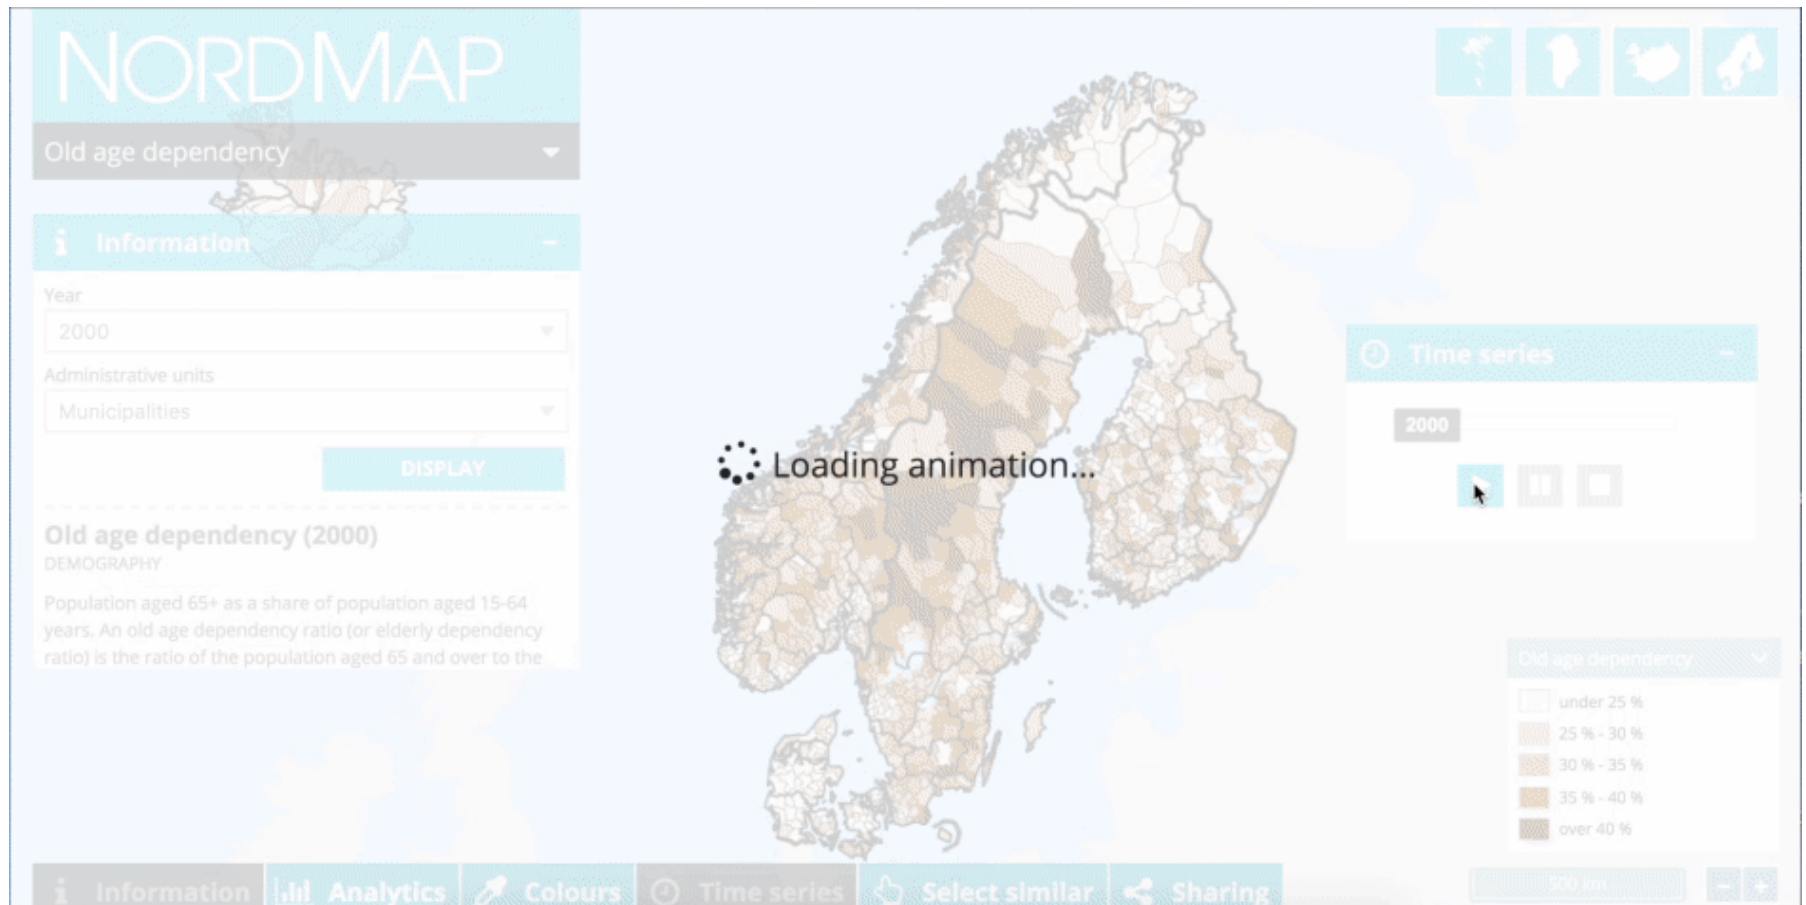 NORDMAP
Old age dependency
Information
Year
2000
Administrative units
Municipalities
DISPLAY
Old age dependency (2000)
DEMOGRAPHY
Population aged 65+ as a share of population aged 15-64
years. An old age dependency ratio (or elderly dependency
ratio) is the ratio of the population aged 65 and over to the
Loading animation...
Time series
2000
Old age dependency
under 25 %
25 % - 30 %
30 % - 35 %
35 % - 40 %
over 40 %
500 km
Information
Analytics
Colours
Time series
Select similar
Sharing